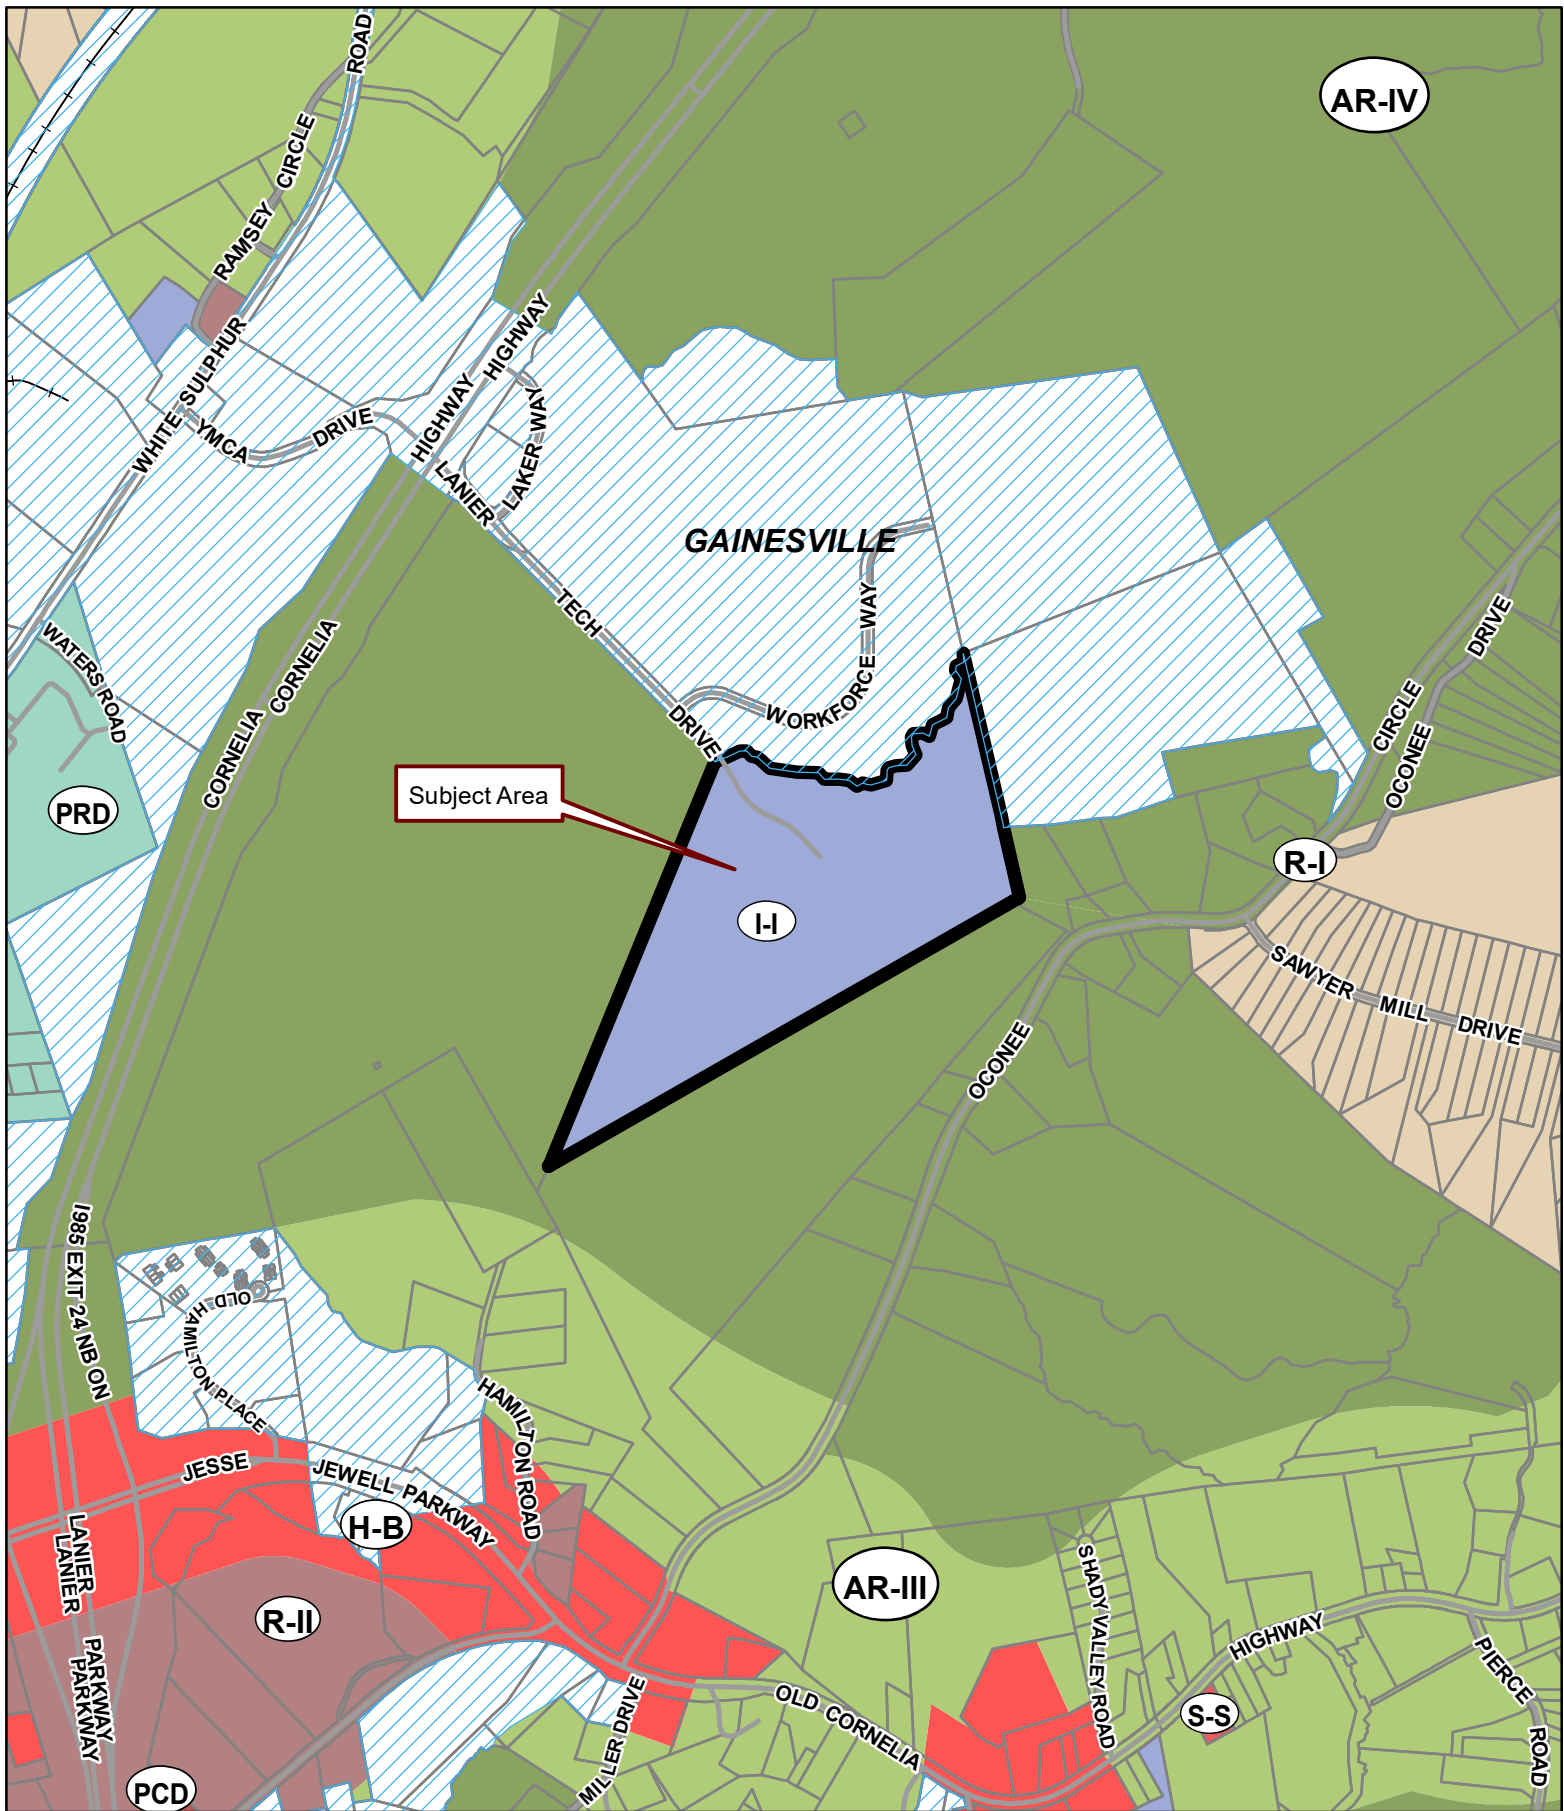 ROAD
AR-IV
RAMSEY CIRCLE
WHITE SULPHUR
HIGHWAY
HIGHWAY
YMCA DRIVE
LAKER WAY
LANIER
TECH
DRIVE
GAINESVILLE
WORKFORCE WAY
WATERS ROAD
CORNELIA
CORNELIA
PRD
Subject Area
I-I
CIRCLE
OCONEE
DRIVE
R-I
SAWYER MILL DRIVE
OCONEE
I985 EXIT 24 NB ON
OLD HAMILTON PLACE
HAMILTON ROAD
JESSE
JEWELL PARKWAY
H-B
LANIER
LANIER
PARKWAY
PARKWAY
R-II
AR-III
SHADY VALLEY ROAD
HIGHWAY
PIERCE
ROAD
S-S
OLD CORNELIA
MILLER DRIVE
PCD